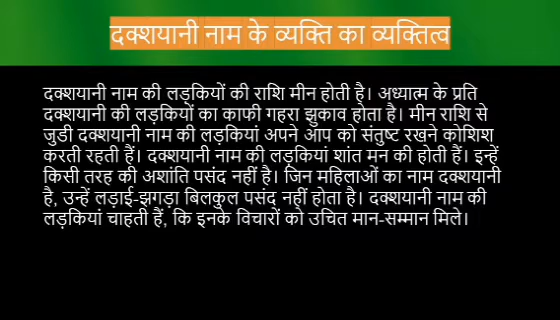 दक्शयानी नाम के व्यक्ति का व्यक्तित्व
दक्शयानी नाम की लड़कियों की राशि मीन होती है। अध्यात्म के प्रति
दक्शयानी की लड़कियों का काफी गहरा झुकाव होता है। मीन राशि से
जुडी दक्शयानी नाम की लड़कियां अपने आप को संतुष्ट रखने कोशिश
करती रहती हैं। दक्शयानी नाम की लड़कियां शांत मन की होती हैं। इन्हें
किसी तरह की अशांति पसंद नहीं है। जिन महिलाओं का नाम दक्शयानी
है, उन्हें लड़ाई-झगड़ा बिलकुल पसंद नहीं होता है। दक्शयानी नाम की
लड़कियां चाहती हैं, कि इनके विचारों को उचित मान-सम्मान मिले।